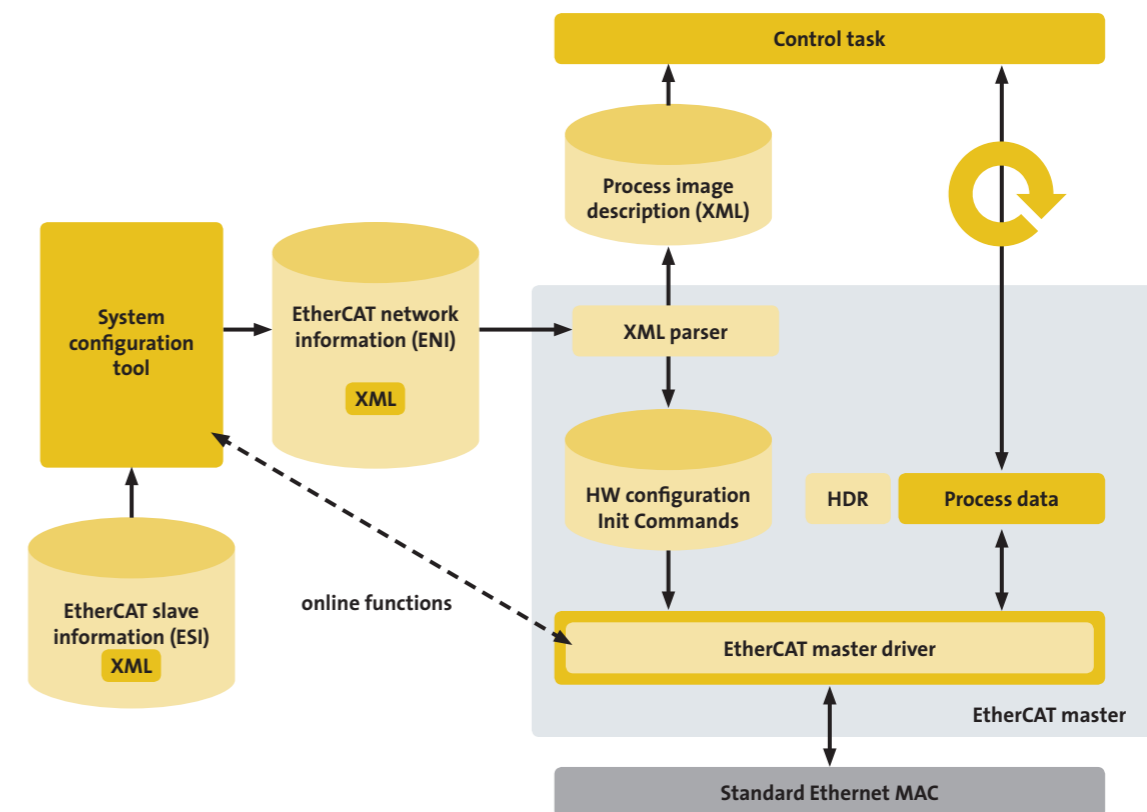 Control task
Process image
description (XML)
System
configuration
tool
EtherCAT network
information (ENI)
XML
XML parser
HW configuration
Init Commands
HDR
Process data
EtherCAT slave
information (ESI)
XML
online functions
EtherCAT master driver
EtherCAT master
Standard Ethernet MAC